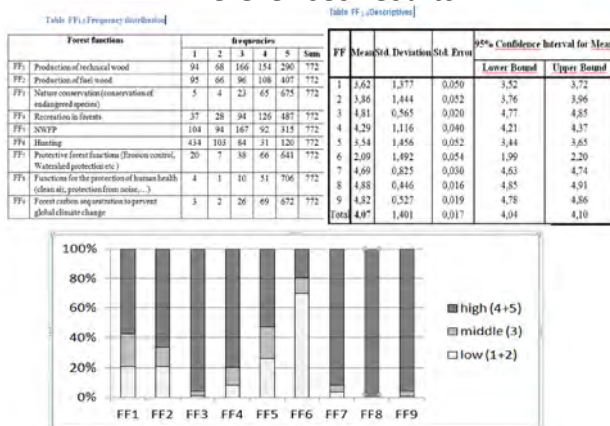 Table FF1.3 Frequency distribution
Forest functions frequencies
1 2 3 4 5 Sum
FF1 Production of technical wood 94 68 166 154 290 772
FF2 Production of fuel wood 95 66 96 108 407 772
FF3 Nature conservation (conservation of endangered species) 5 4 23 65 675 772
FF4 Recreation in forests 37 28 94 126 487 772
FF5 NWFP 104 94 167 92 315 772
FF6 Hunting 434 103 84 31 120 772
FF7 Protective forest functions (Erosion control, Watershed protection etc) 20 7 38 66 641 772
FF8 Functions for the protection of human health (clean air, protection from noise,...) 4 1 10 51 706 772
FF9 Forest carbon sequestration to prevent global climate change 3 2 26 69 672 772
Descriptives
FF Mean Std. Deviation Std. Error 95% Confidence Interval for Mean
Lower Bound Upper Bound
1 3,62 1,377 0,050 3,52 3,72
2 3,86 1,444 0,052 3,76 3,96
3 4,81 0,565 0,020 4,77 4,85
4 4,29 1,116 0,040 4,21 4,37
5 3,54 1,456 0,052 3,44 3,65
6 2,09 1,492 0,054 1,99 2,20
7 4,69 0,825 0,030 4,63 4,74
8 4,88 0,446 0,016 4,85 4,91
9 4,82 0,527 0,019 4,78 4,86
Total 4,07 1,401 0,017 4,04 4,10
100%
80%
60%
40%
20%
0%
FF1 FF2 FF3 FF4 FF5 FF6 FF7 FF8 FF9
high (4+5)
middle (3)
low (1+2)